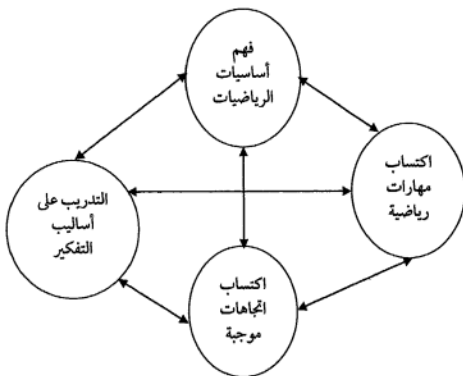 فهم
أساسيات
الرياضيات
اكتساب
مهارات
رياضية
التدريب على
أساليب
التفكير
اكتساب
اتجاهات
موجبة